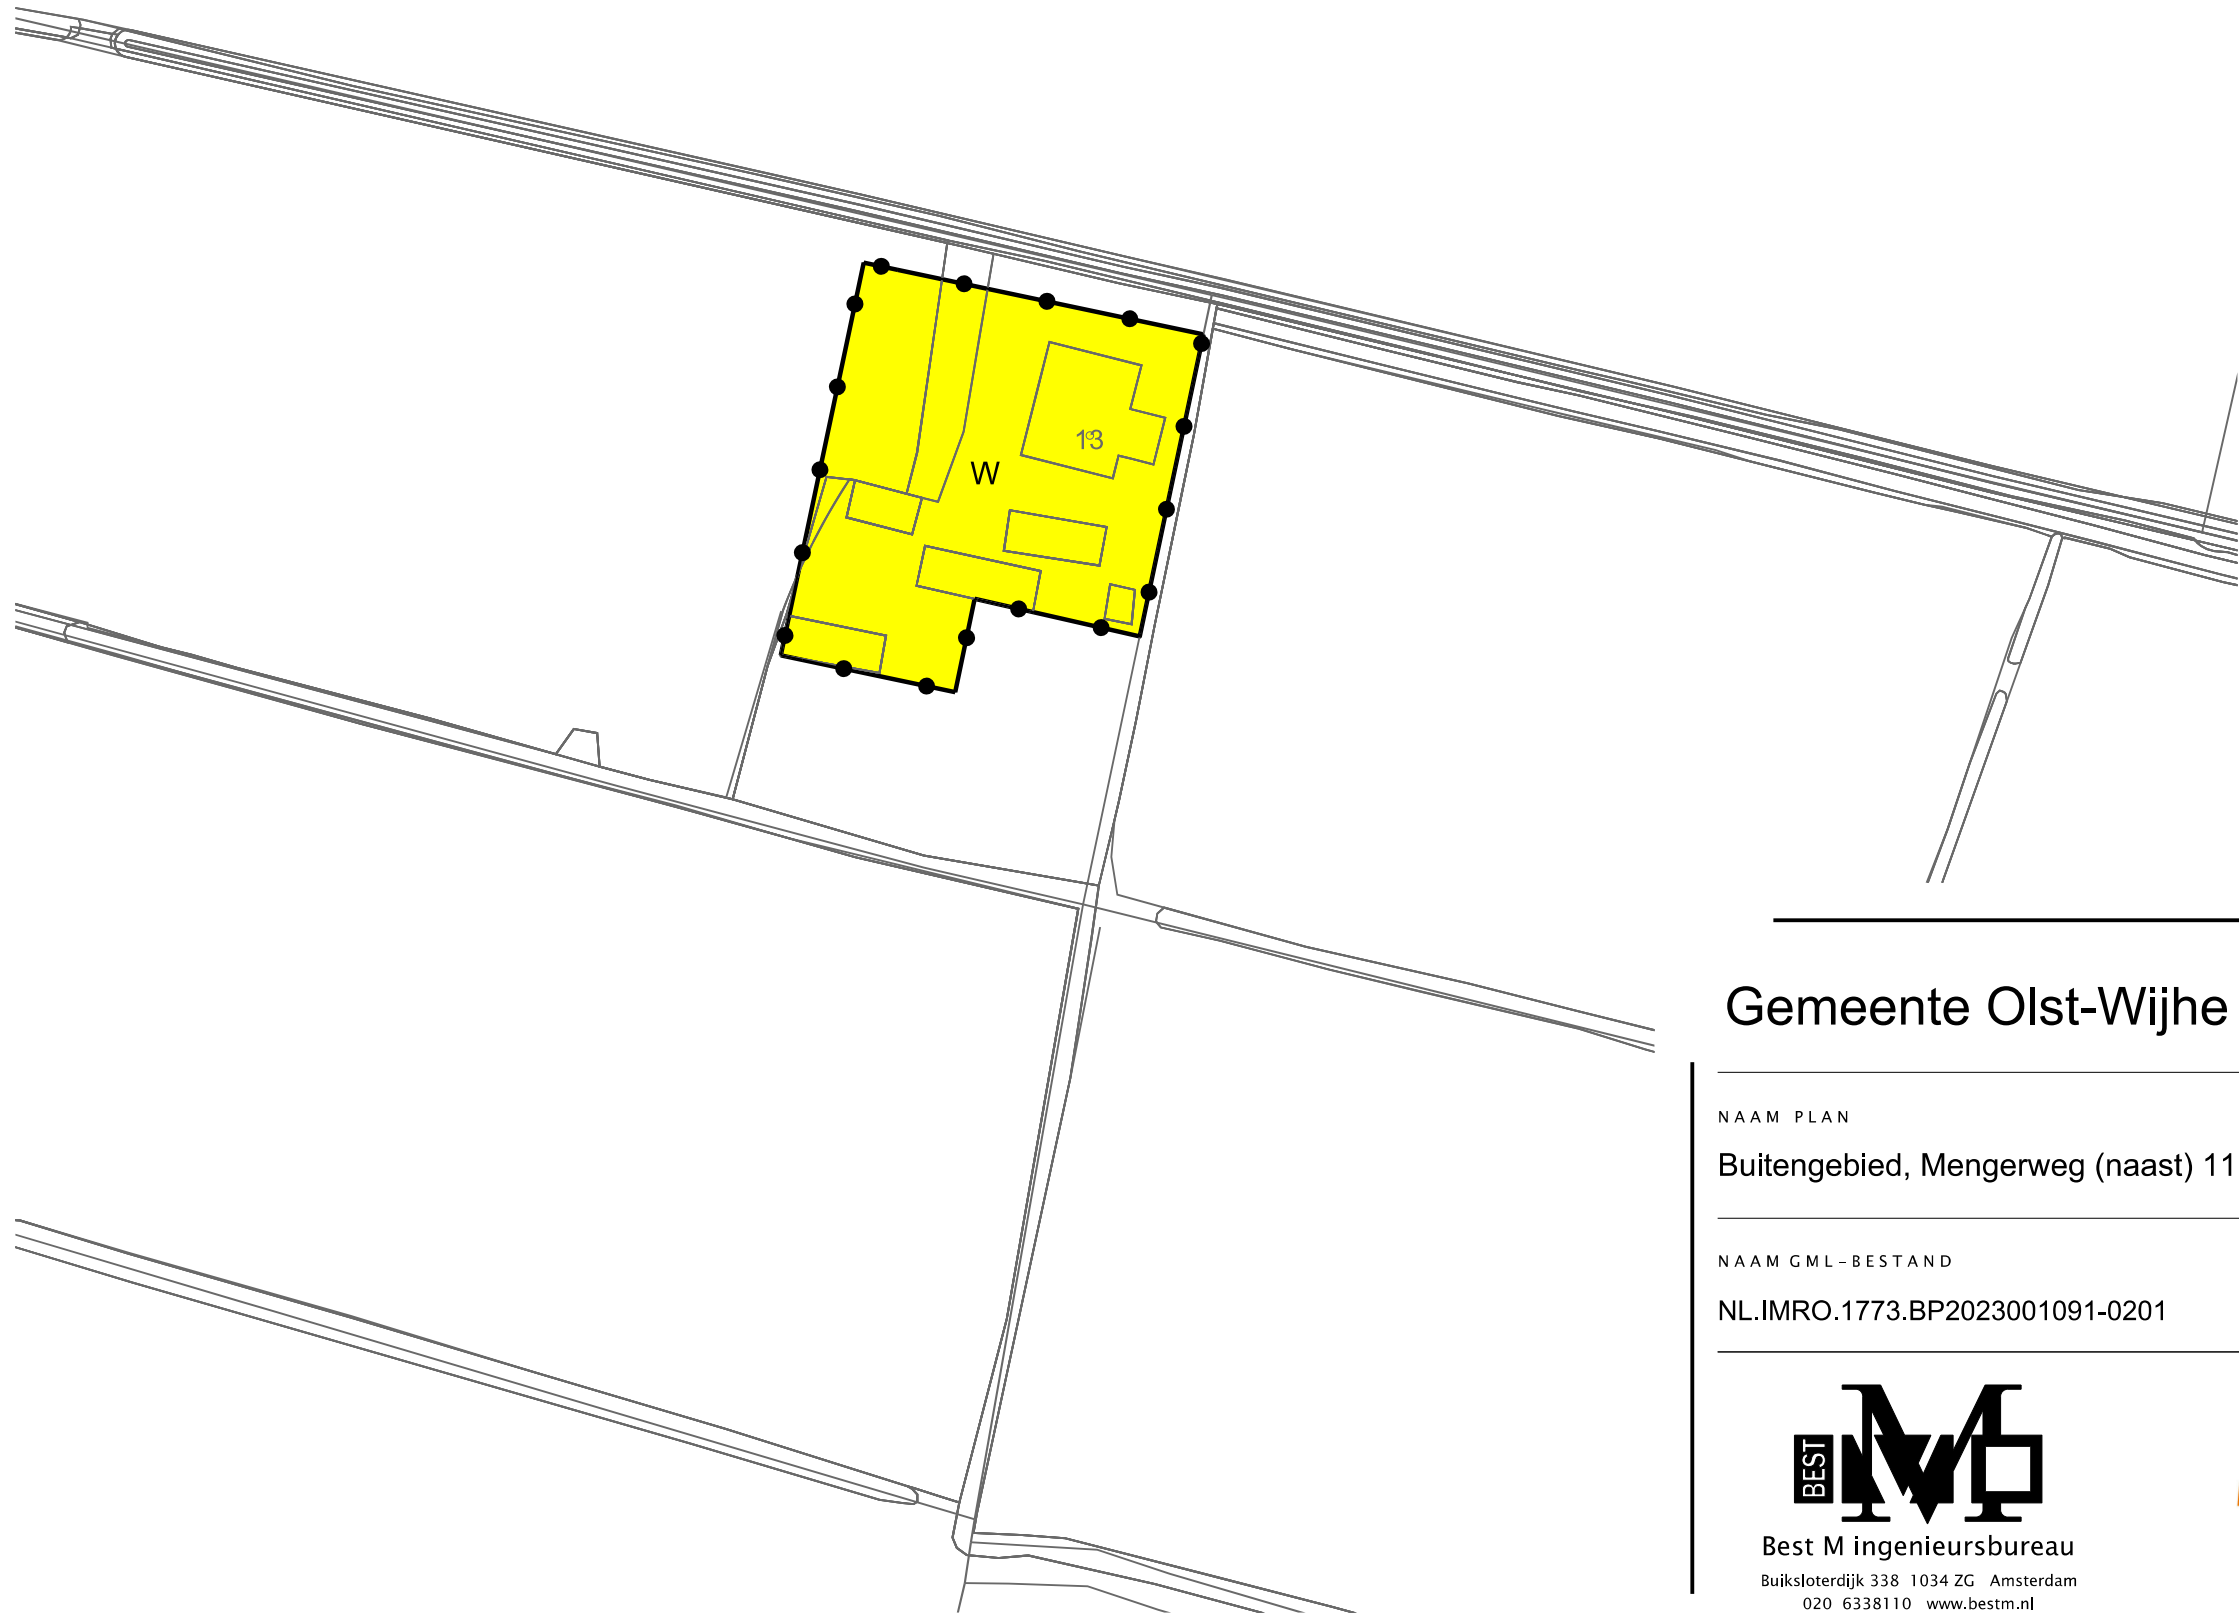 13
W
Gemeente Olst-Wijhe
NAAM PLAN
Buitengebied, Mengerweg (naast) 11
NAAM GML-BESTAND
NL.IMRO.1773.BP2023001091-0201
BEST
M
Best M ingenieursbureau
Buiksloterdijk 338 1034 ZG Amsterdam
020 6338110 www.bestm.nl